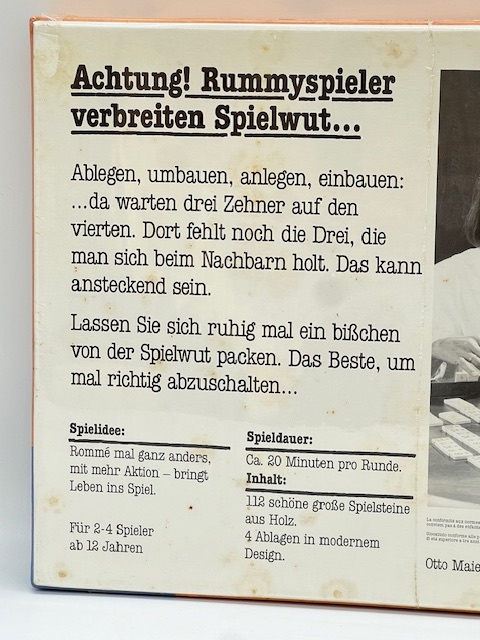 Achtung! Rummyspieler
verbreiten Spielwut...
Ablegen, umbauen, anlegen, einbauen:
...da warten drei Zehner auf den
vierten. Dort fehlt noch die Drei, die
man sich beim Nachbarn holt. Das kann
ansteckend sein.
Lassen Sie sich ruhig mal ein bißchen
von der Spielwut packen. Das Beste, um
mal richtig abzuschalten...
Spielidee:
Rommé mal ganz anders,
mit mehr Aktion – bringt
Leben ins Spiel.
Für 2-4 Spieler
ab 12 Jahren
Spieldauer:
Ca. 20 Minuten pro Runde.
Inhalt:
112 schöne große Spielsteine
aus Holz.
4 Ablagen in modernem
Design.
La conformité aux normes
Otto Maie